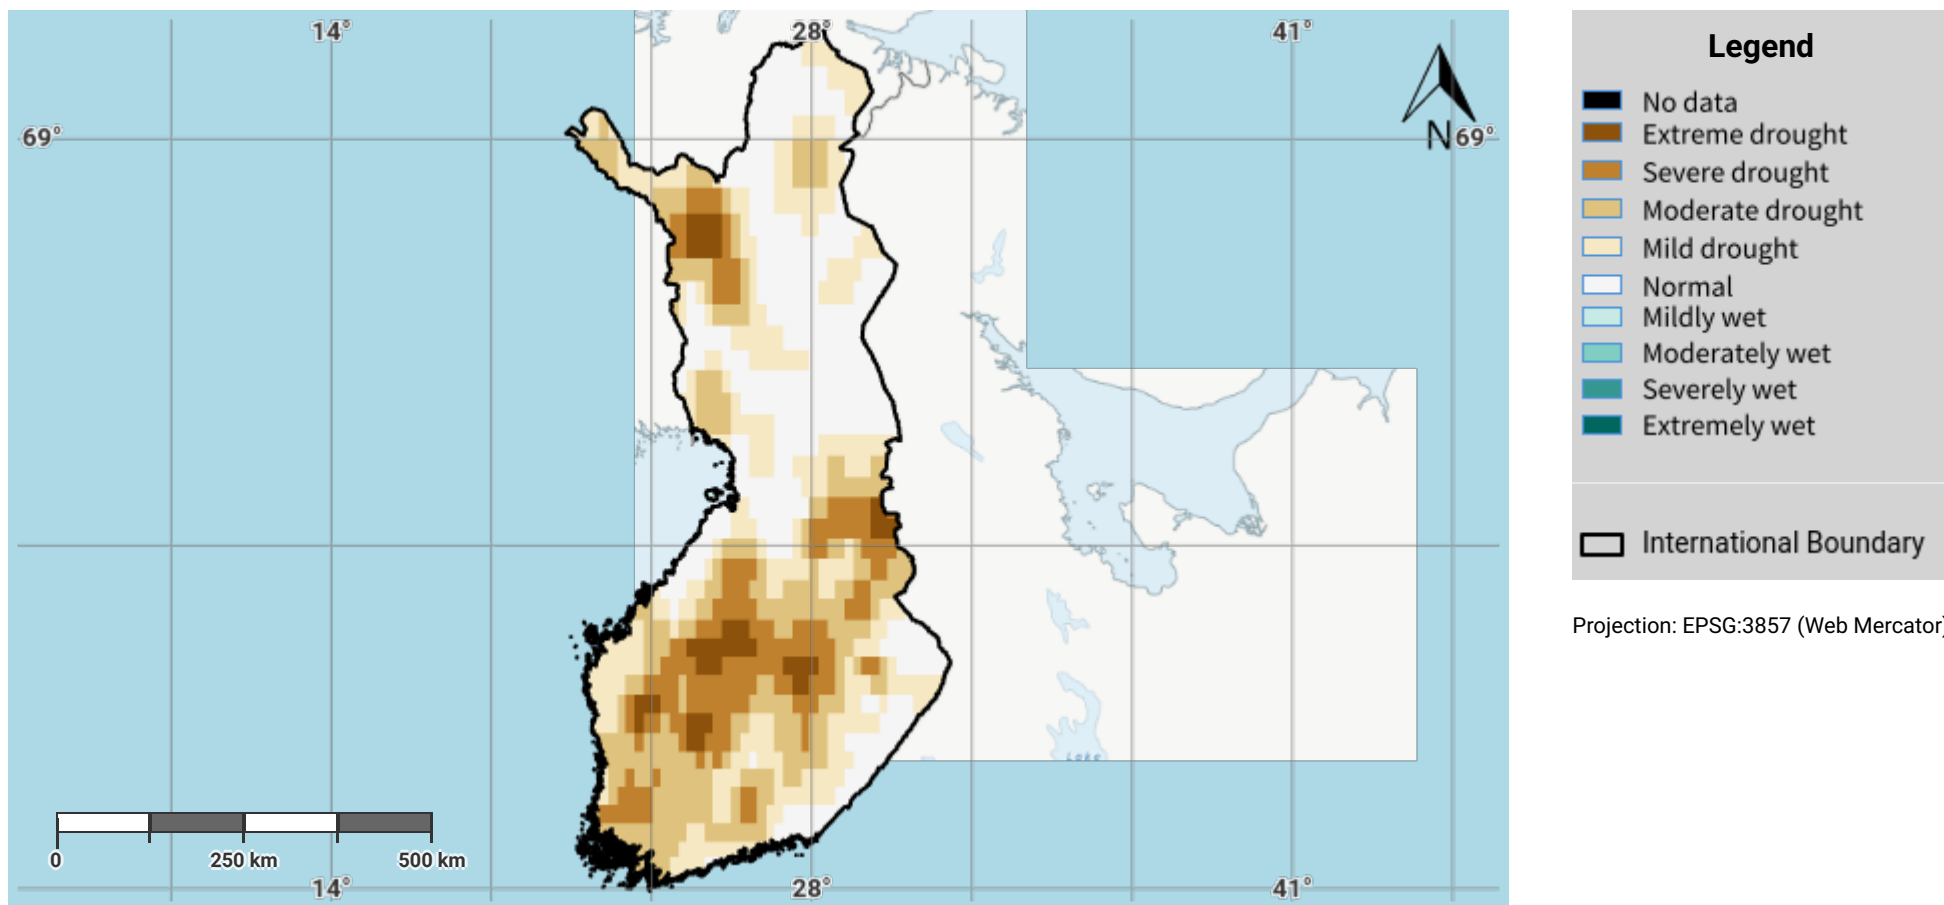 14°
28°
41°
69°
N
69°
0
250 km
500 km
14°
28°
41°
Legend
No data
Extreme drought
Severe drought
Moderate drought
Mild drought
Normal
Mildly wet
Moderately wet
Severely wet
Extremely wet
International Boundary
Projection: EPSG:3857 (Web Mercator)